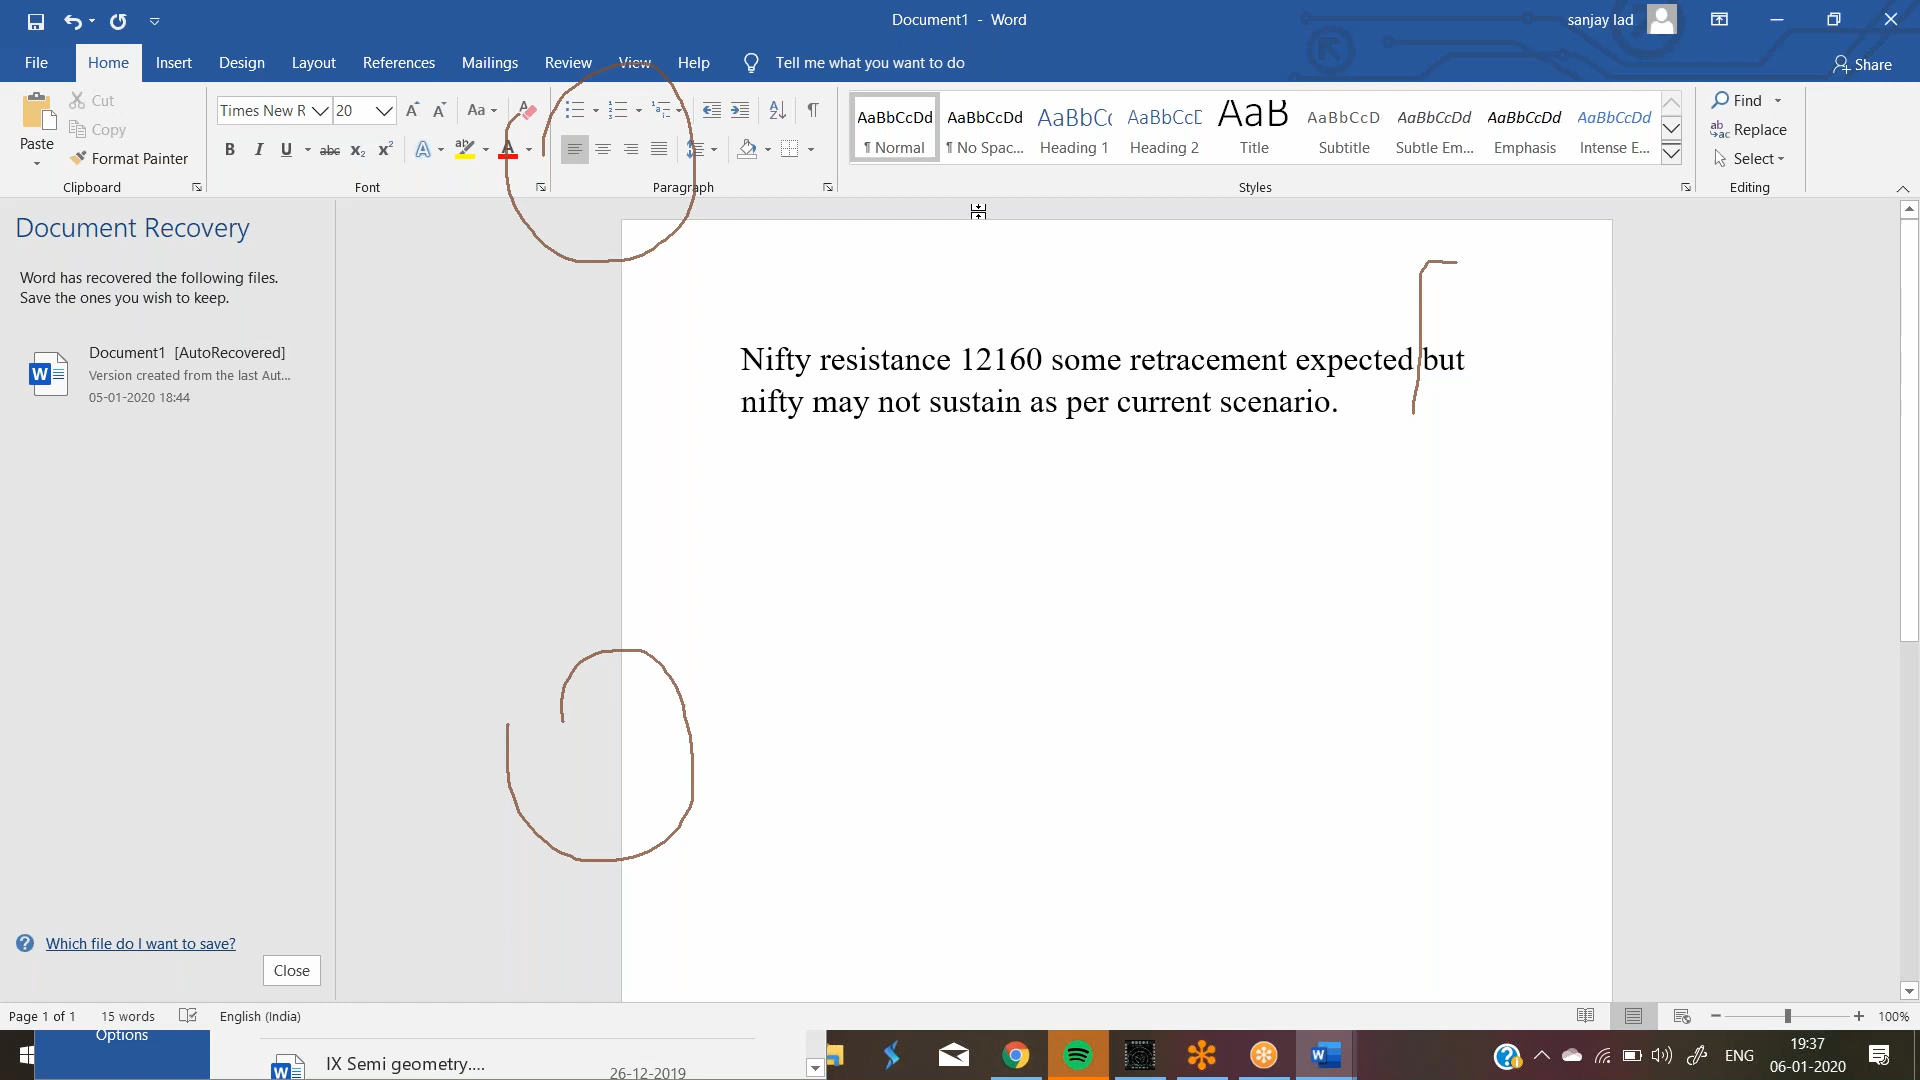 Document1 - Word
sanjay lad
File Home Insert Design Layout References Mailings Review View Help Tell me what you want to do
Share
Paste
Cut
Copy
Format Painter
Clipboard
Times New R 20
Aa
B I U abc x₂ x²
Font
Paragraph
AaBbCcDd AaBbCcDd AaBbCc AaBbCcD AaB AaBbCcD AaBbCcDd AaBbCcDd AaBbCcDd
¶ Normal ¶ No Spac... Heading 1 Heading 2 Title Subtitle Subtle Em... Emphasis Intense E...
Styles
Find
Replace
Select
Editing
Document Recovery
Word has recovered the following files.
Save the ones you wish to keep.
Document1 [AutoRecovered]
Version created from the last Aut...
05-01-2020 18:44
Which file do I want to save?
Close
Nifty resistance 12160 some retracement expected but
nifty may not sustain as per current scenario.
Page 1 of 1 15 words English (India)
100%
Options
IX Semi geometry....
26-12-2019
ENG
19:37
06-01-2020